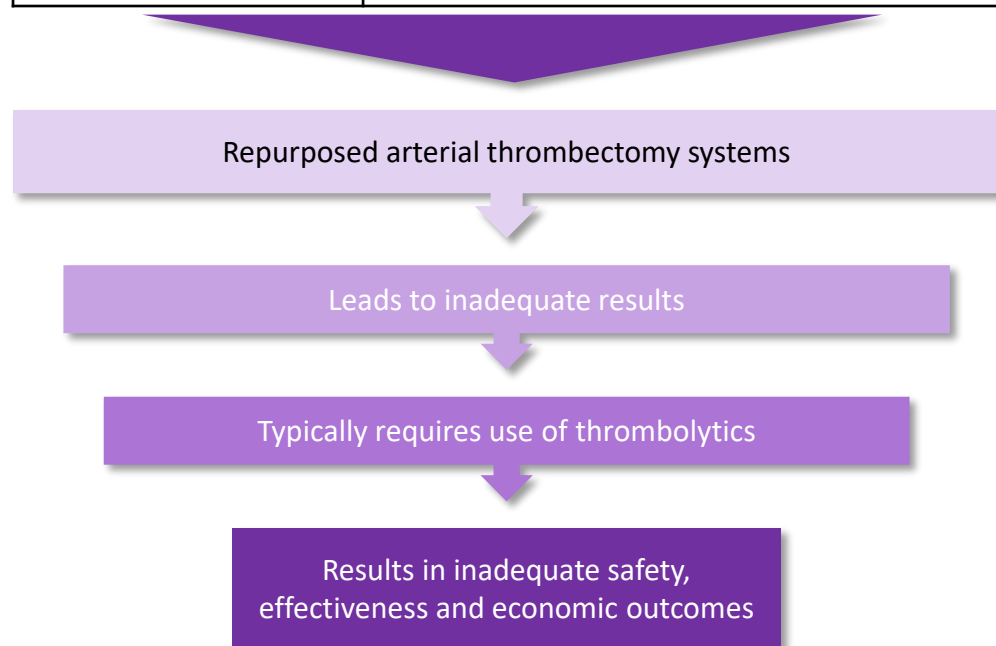 Repurposed arterial thrombectomy systems
Leads to inadequate results
Typically requires use of thrombolytics
Results in inadequate safety,
effectiveness and economic outcomes